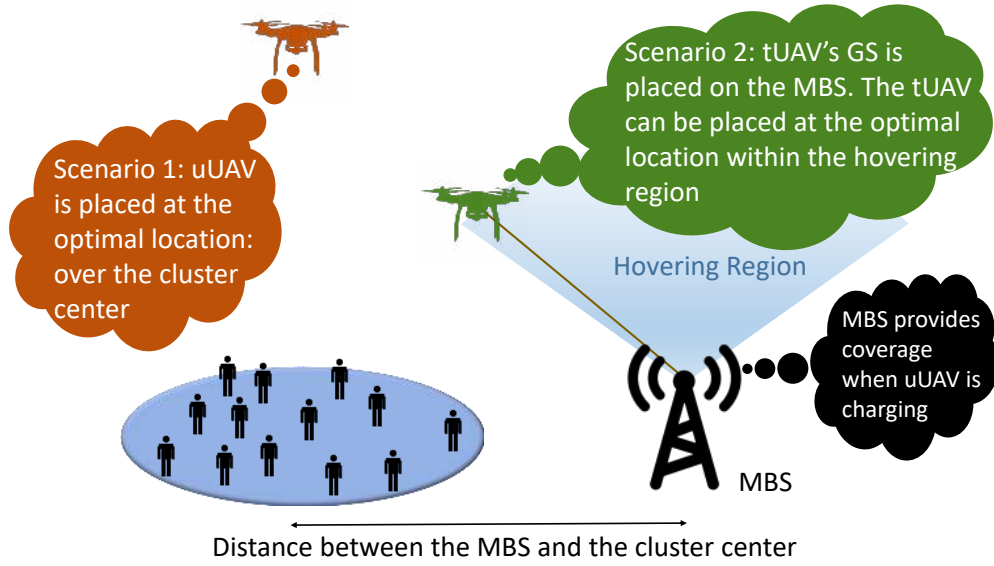 Scenario 1: uUAV
is placed at the
optimal location:
over the cluster
center
Scenario 2: tUAV's GS is
placed on the MBS. The tUAV
can be placed at the optimal
location within the hovering
region
Hovering Region
MBS provides
coverage
when uUAV is
charging
MBS
Distance between the MBS and the cluster center